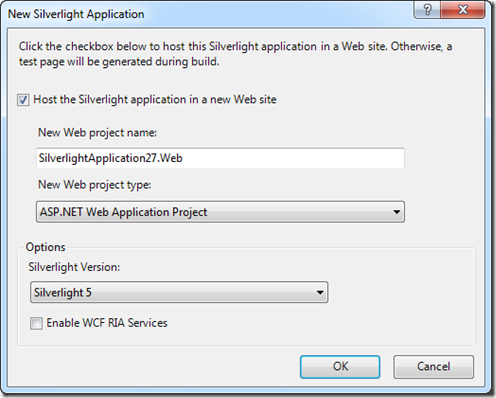 New Silverlight Application
Click the checkbox below to host this Silverlight application in a Web site. Otherwise, a
test page will be generated during build.
Host the Silverlight application in a new Web site
New Web project name:
SilverlightApplication27.Web
New Web project type:
ASP.NET Web Application Project
Options
Silverlight Version:
Silverlight 5
Enable WCF RIA Services
OK
Cancel